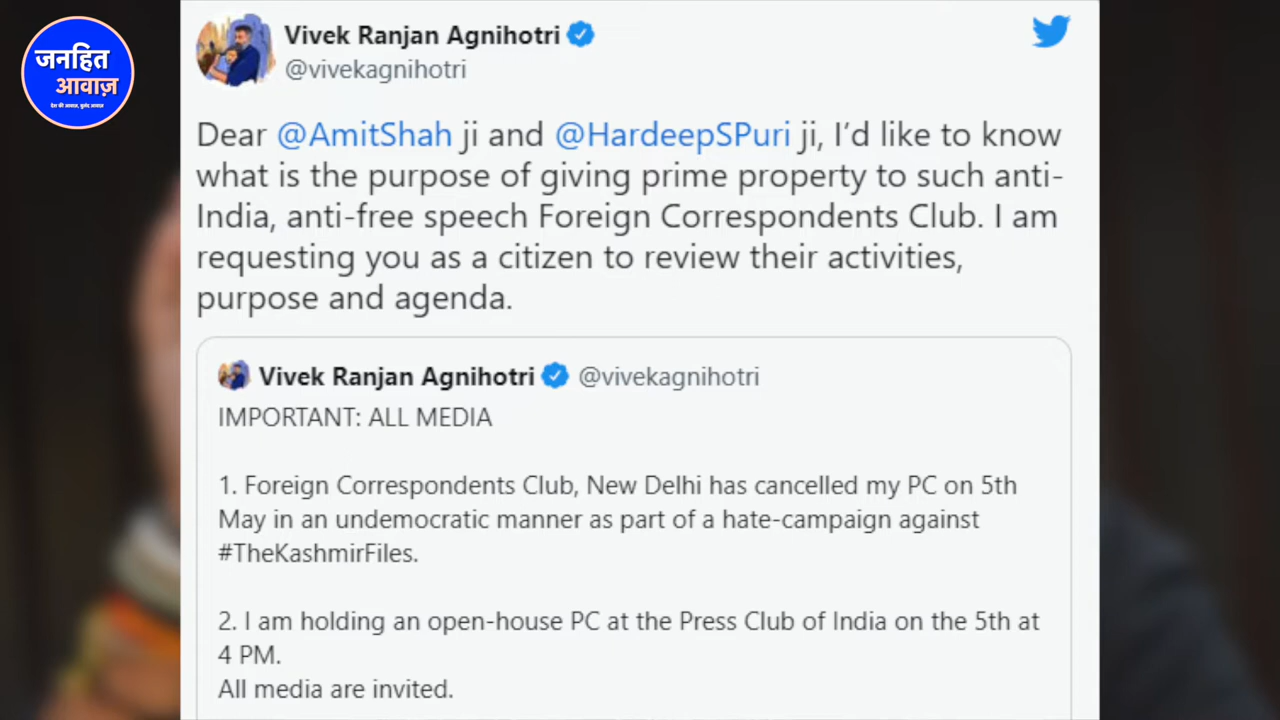 जनहित
आवाज़
देश की आवाज, बुलंद आवाज
Vivek Ranjan Agnihotri
@vivekagnihotri
Dear @AmitShah ji and @HardeepSPuri ji, I’d like to know
what is the purpose of giving prime property to such anti-
India, anti-free speech Foreign Correspondents Club. I am
requesting you as a citizen to review their activities,
purpose and agenda.
Vivek Ranjan Agnihotri @vivekagnihotri
IMPORTANT: ALL MEDIA
1. Foreign Correspondents Club, New Delhi has cancelled my PC on 5th
May in an undemocratic manner as part of a hate-campaign against
#TheKashmirFiles.
2. I am holding an open-house PC at the Press Club of India on the 5th at
4 PM.
All media are invited.